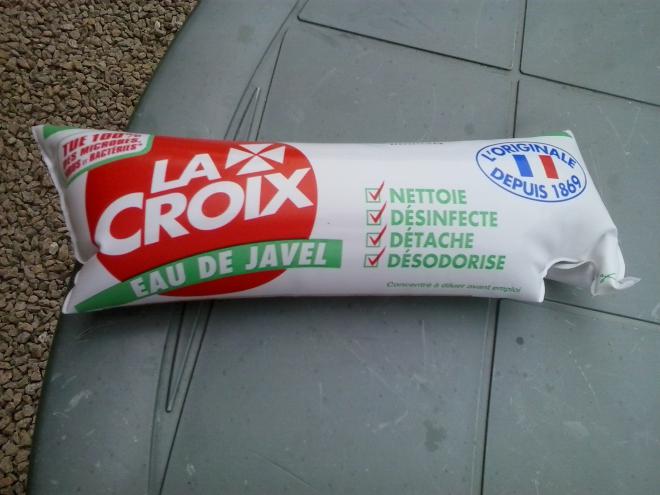 TUE 100%
DES MICROBES,
VIRUS ET BACTÉRIES*
LA
CROIX
EAU DE JAVEL
NETTOIE
DÉSINFECTE
DÉTACHE
DÉSODORISE
Concentré à diluer avant emploi
L'ORIGINALE
DEPUIS 1869